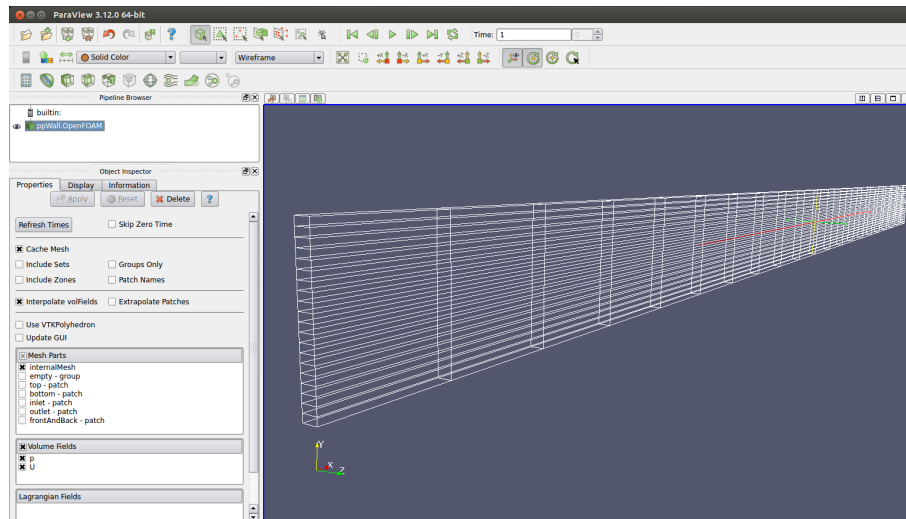 ParaView 3.12.0 64-bit
Time: 1 0
Solid Color Wireframe
-X +X +Y -Y +Z -Z
Pipeline Browser
builtin:
ppWall.OpenFOAM
Object Inspector
Properties Display Information
Apply Reset Delete ?
Refresh Times Skip Zero Time
Cache Mesh
Include Sets Groups Only
Include Zones Patch Names
Interpolate volFields Extrapolate Patches
Use VTKPolyhedron
Update GUI
Mesh Parts
internalMesh
empty - group
top - patch
bottom - patch
inlet - patch
outlet - patch
frontAndBack - patch
Volume Fields
p
U
Lagrangian Fields
Y
X
Z